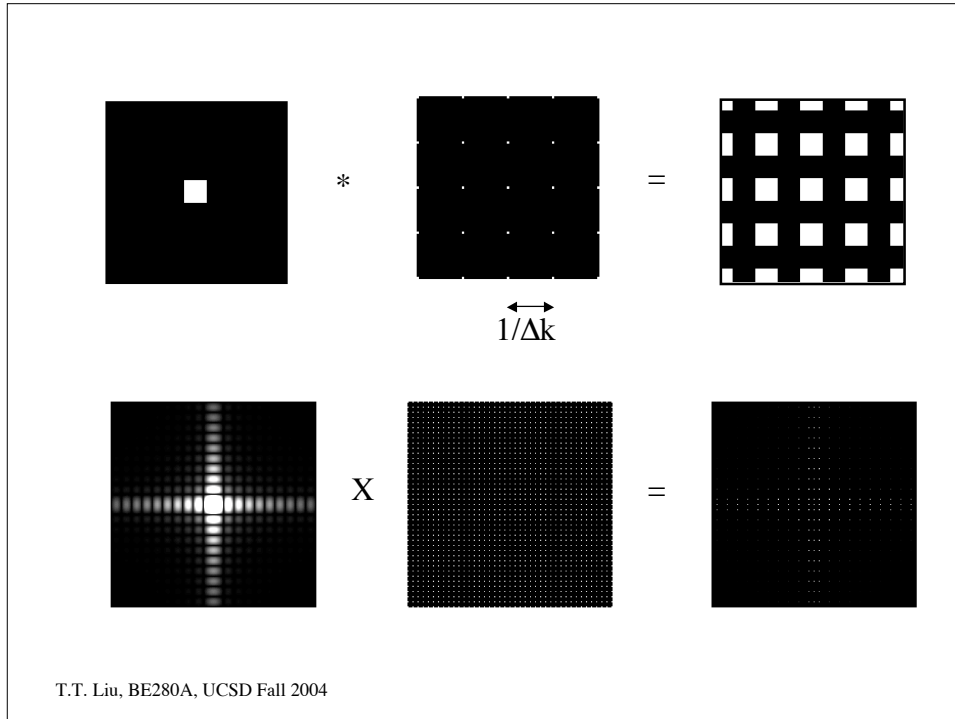 * =
1/Δk
X =
T.T. Liu, BE280A, UCSD Fall 2004